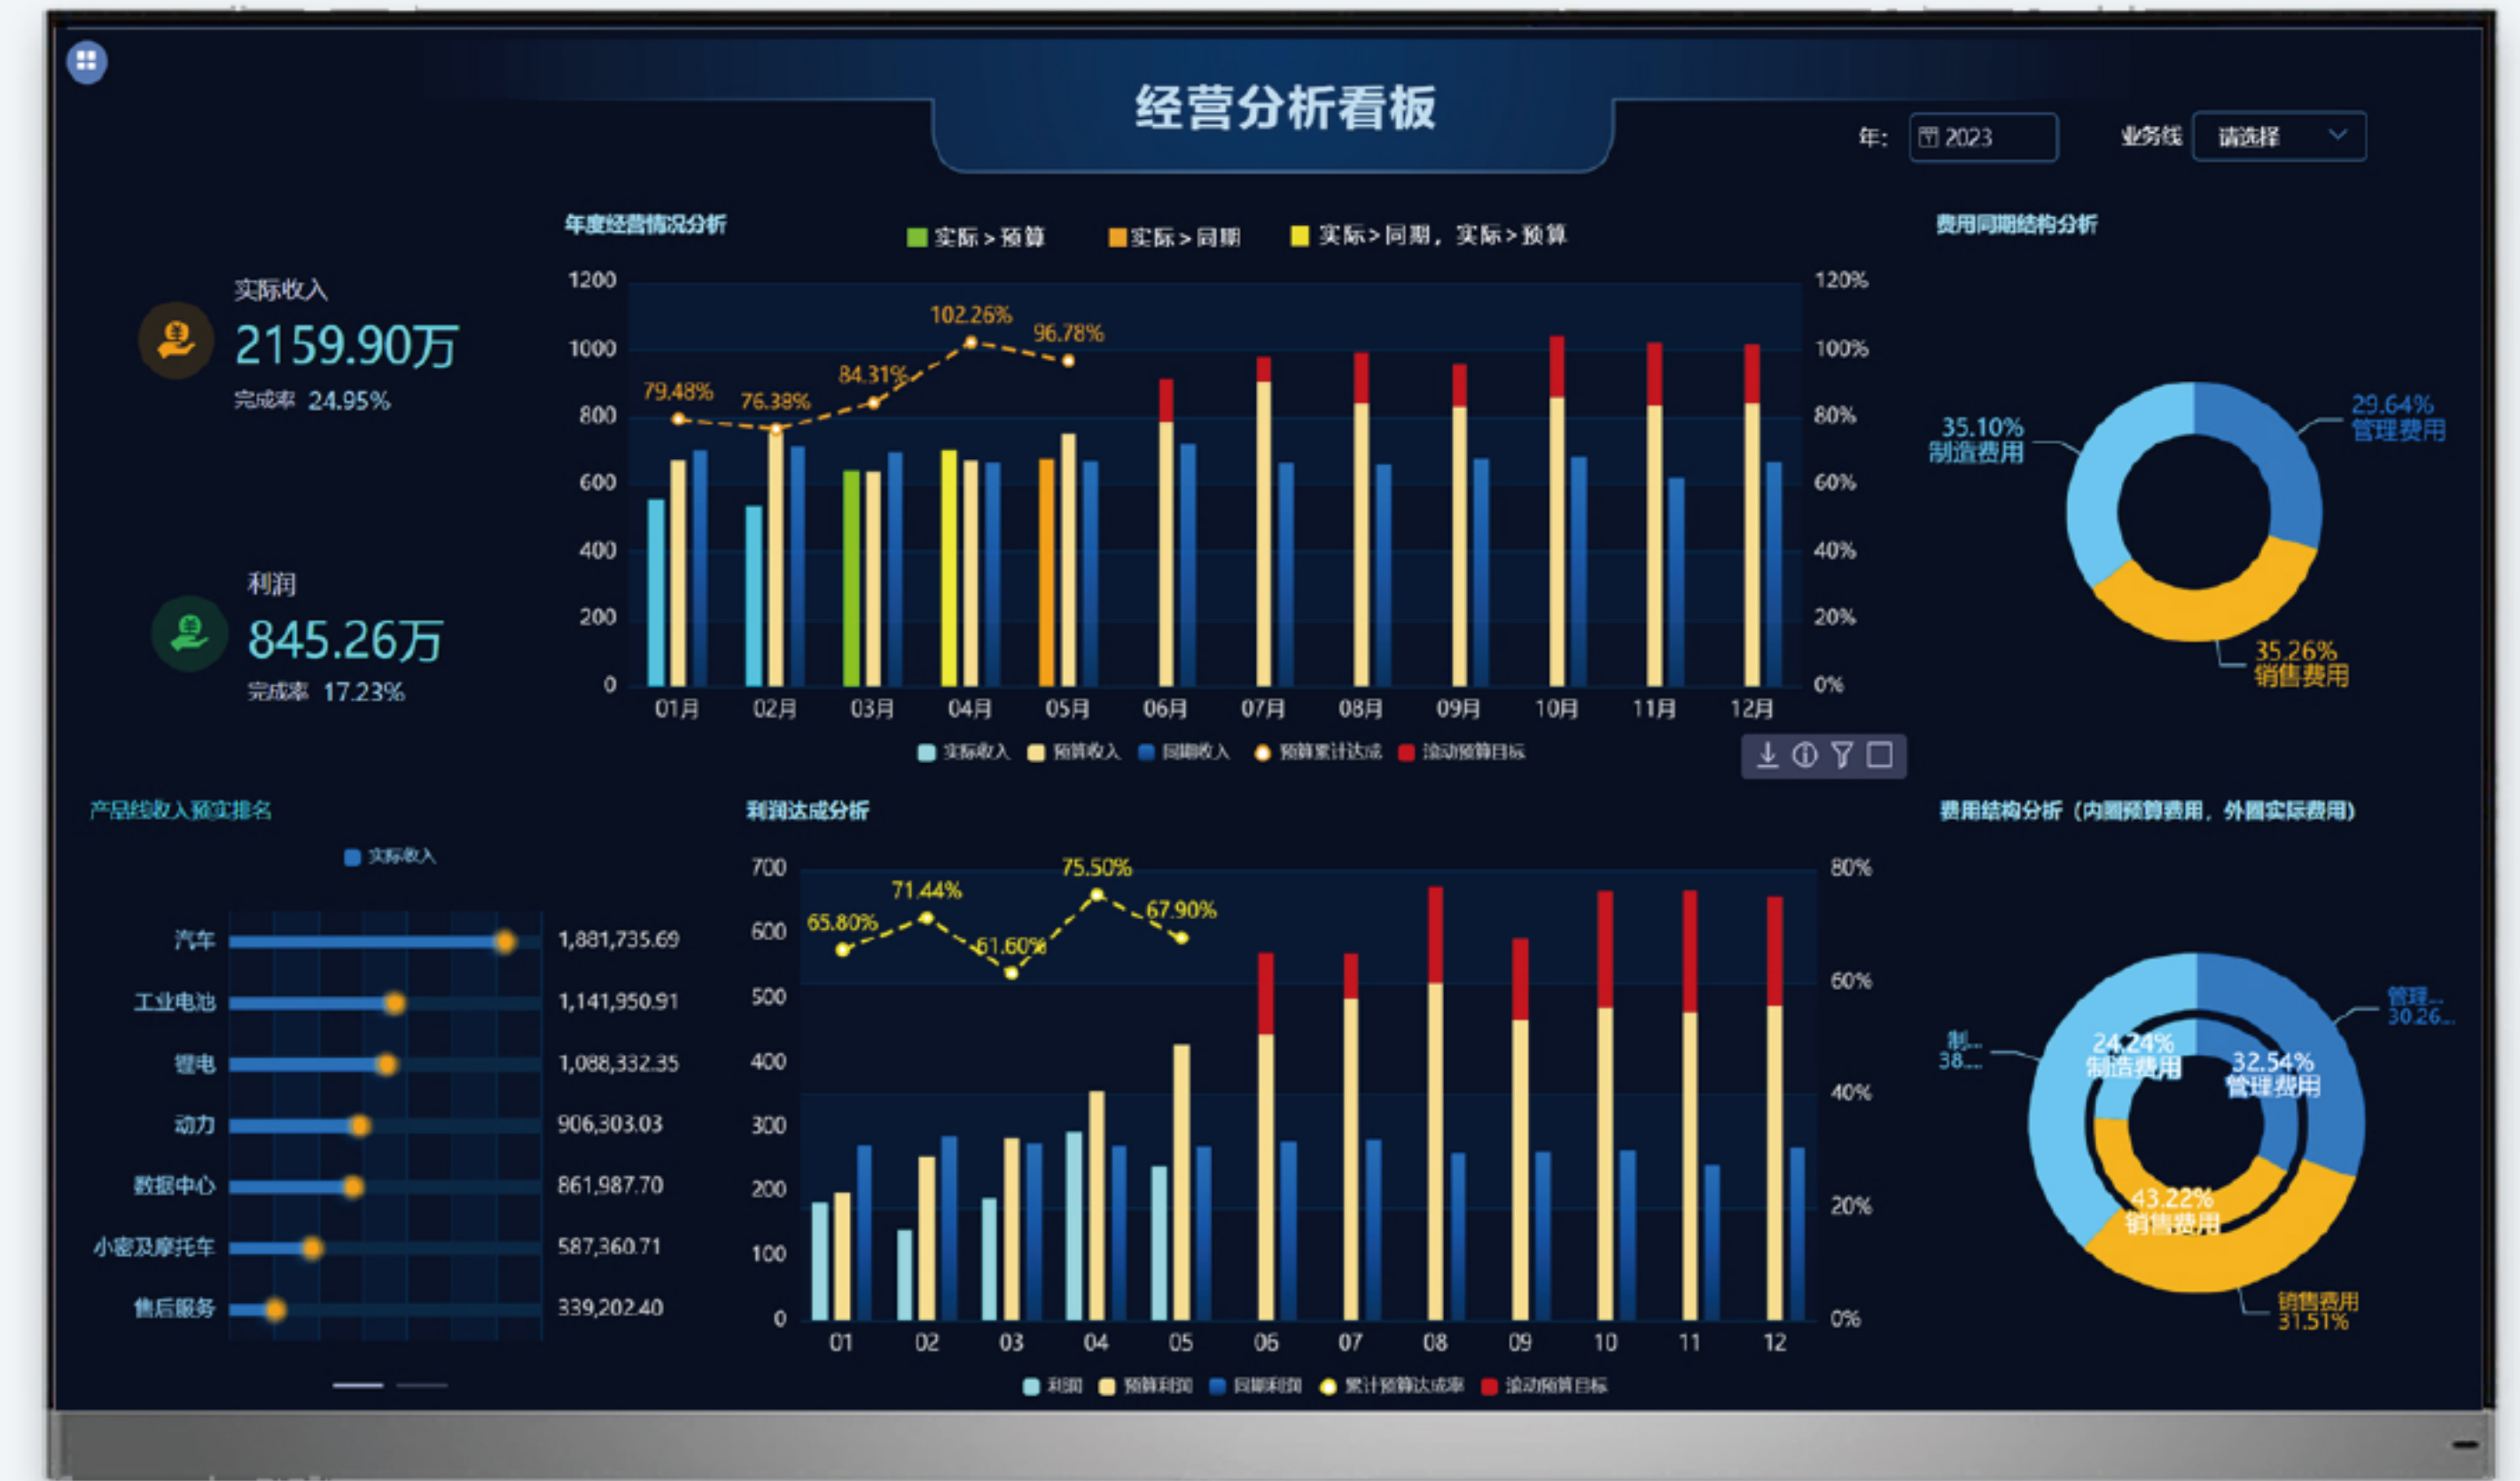 经营分析看板
年: 2023
业务线 请选择
实际收入
2159.90万
完成率 24.95%
利润
845.26万
完成率 17.23%
年度经营情况分析
实际>预算 实际>同期 实际>同期，实际>预算
1200 120%
1000 100%
800 80%
600 60%
400 40%
200 20%
0 0%
79.48% 76.38% 84.31% 102.26% 96.78%
01月 02月 03月 04月 05月 06月 07月 08月 09月 10月 11月 12月
实际收入 预算收入 同期收入 预算累计达成 滚动预算目标
费用同期结构分析
29.64%
管理费用
35.10%
制造费用
35.26%
销售费用
产品线收入预实排名
实际收入
汽车 1,881,735.69
工业电池 1,141,950.91
锂电 1,088,332.35
动力 906,303.03
数据中心 861,987.70
小密及摩托车 587,360.71
售后服务 339,202.40
利润达成分析
700 80%
600
60%
500
400
40%
300
200
20%
100
0 0%
65.80% 71.44% 61.60% 75.50% 67.90%
01 02 03 04 05 06 07 08 09 10 11 12
利润 预算利润 同期利润 累计预算达成率 滚动预算目标
费用结构分析（内圈预算费用，外圈实际费用）
管理...
30.26...
制...
38....
24.24%
制造费用
32.54%
管理费用
43.22%
销售费用
销售费用
31.51%